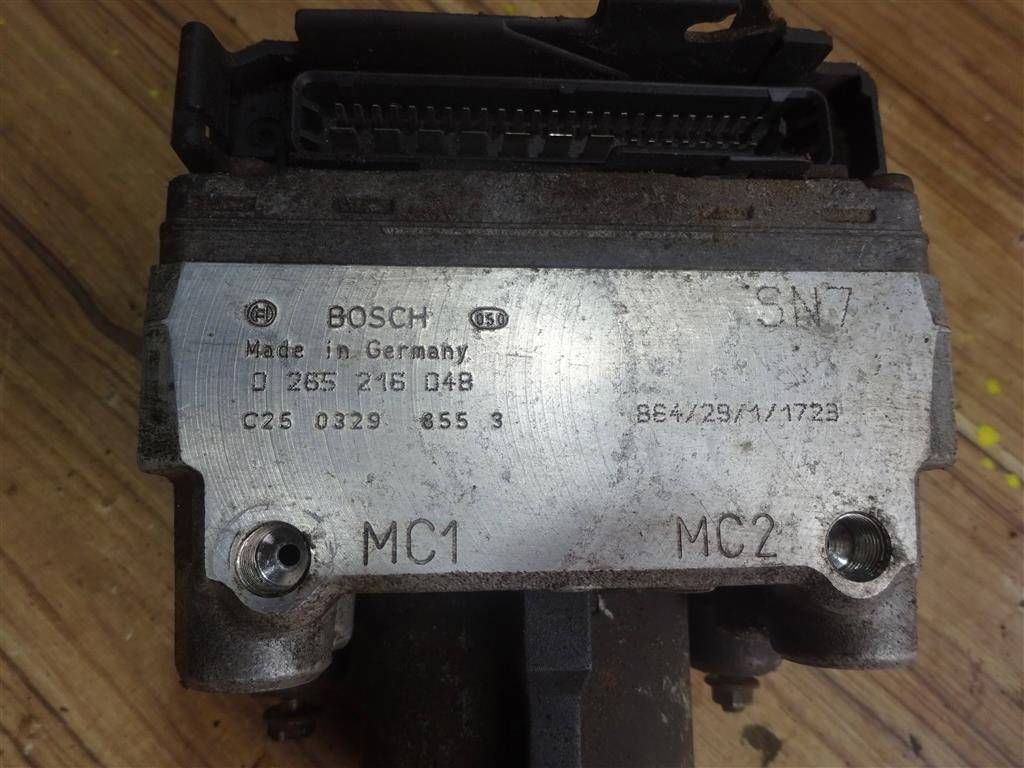 BOSCH 050 SN7
Made in Germany
0 265 216 048
C25 0329 655 3 864/29/1/1723
MC1 MC2